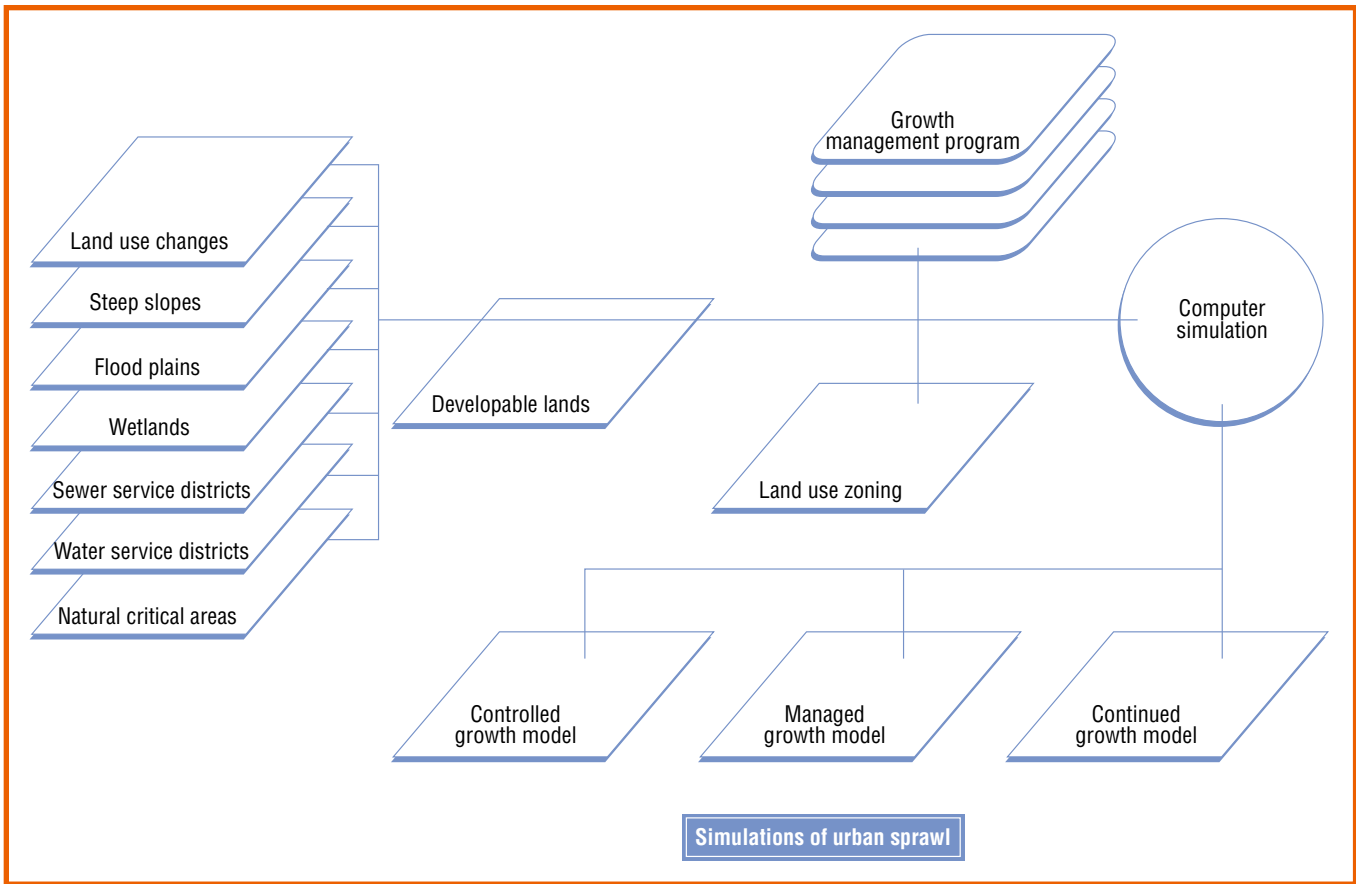 Growth
management program
Land use changes
Steep slopes
Flood plains
Wetlands
Sewer service districts
Water service districts
Natural critical areas
Developable lands
Land use zoning
Computer
simulation
Controlled
growth model
Managed
growth model
Continued
growth model
Simulations of urban sprawl